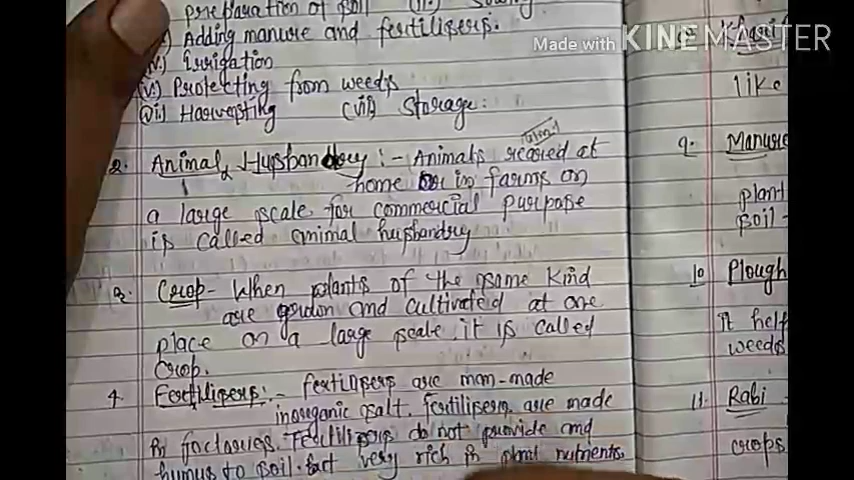 preparation of soil (ii) Sowing
Adding manure and fertilisers.
(iv) Irrigation
(v) Protecting from weeds
(vi) Harvesting (vii) Storage:
2. Animal Husbandry :- Animals reared at
home or in farms on
a large scale for commercial purpose
is called animal husbandry
3. Crop - When plants of the same kind
are and cultivated at one
place on a large scale, it is called
Crop.
4. Fertilisers :- fertilisers are man-made
inorganic salt. fertilisers are made
in factories. Fertilisers do not provide and
humus to soil. but very rich in plant nutrients.
Kharif
like
9. Manure
plant
soil -
10 Plough
it help
weeds
11. Rabi -
crops
Made with KINEMASTER